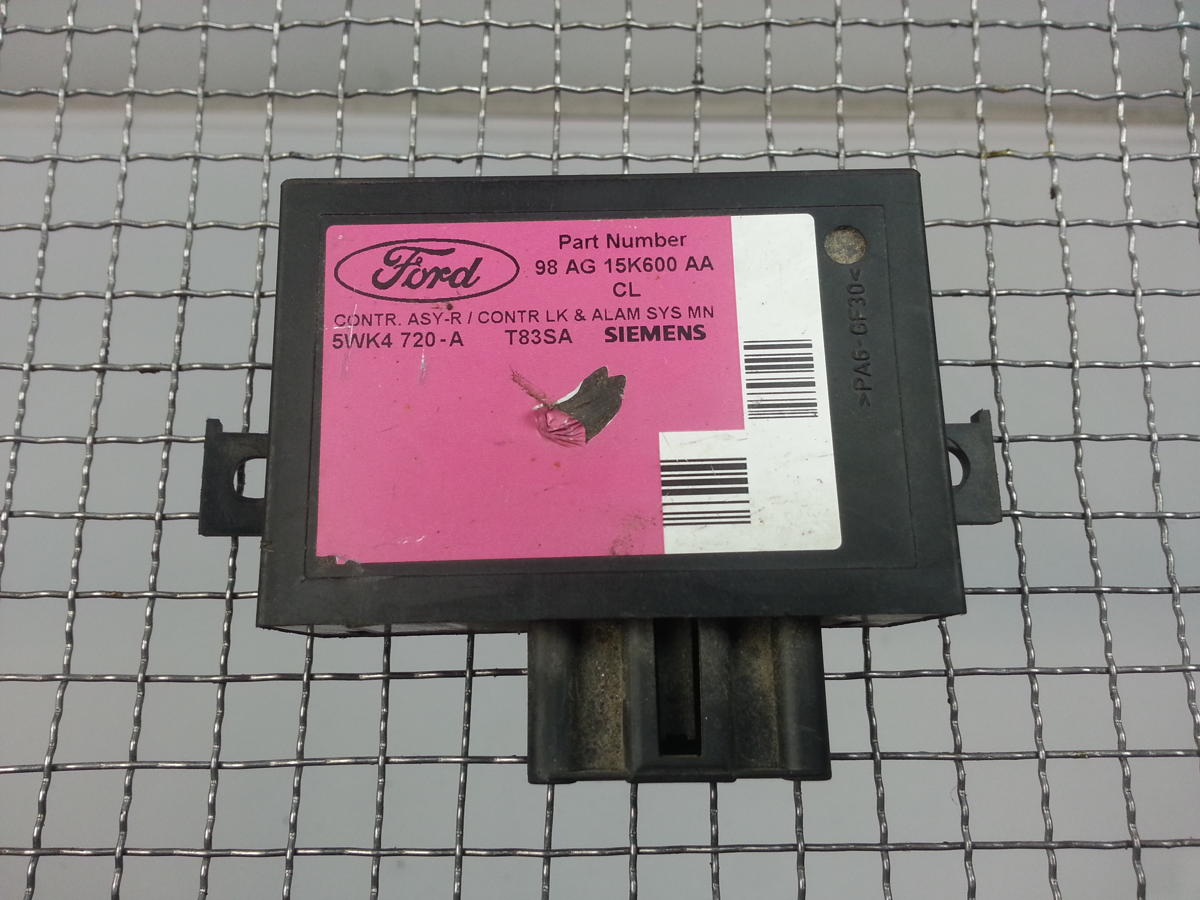 Ford
Part Number
98 AG 15K600 AA
CL
CONTR. ASY-R / CONTR LK & ALAM SYS MN
5WK4 720-A T83SA SIEMENS
>PA6-GF30<